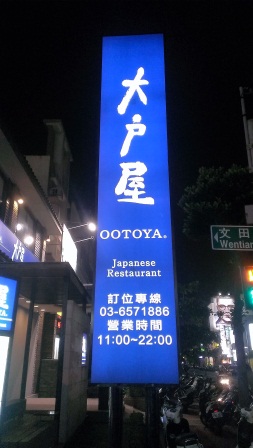 大戶屋
OOTOYA®
Japanese
Restaurant
訂位專線
03-6571886
營業時間
11:00~22:00
文田
Wentian